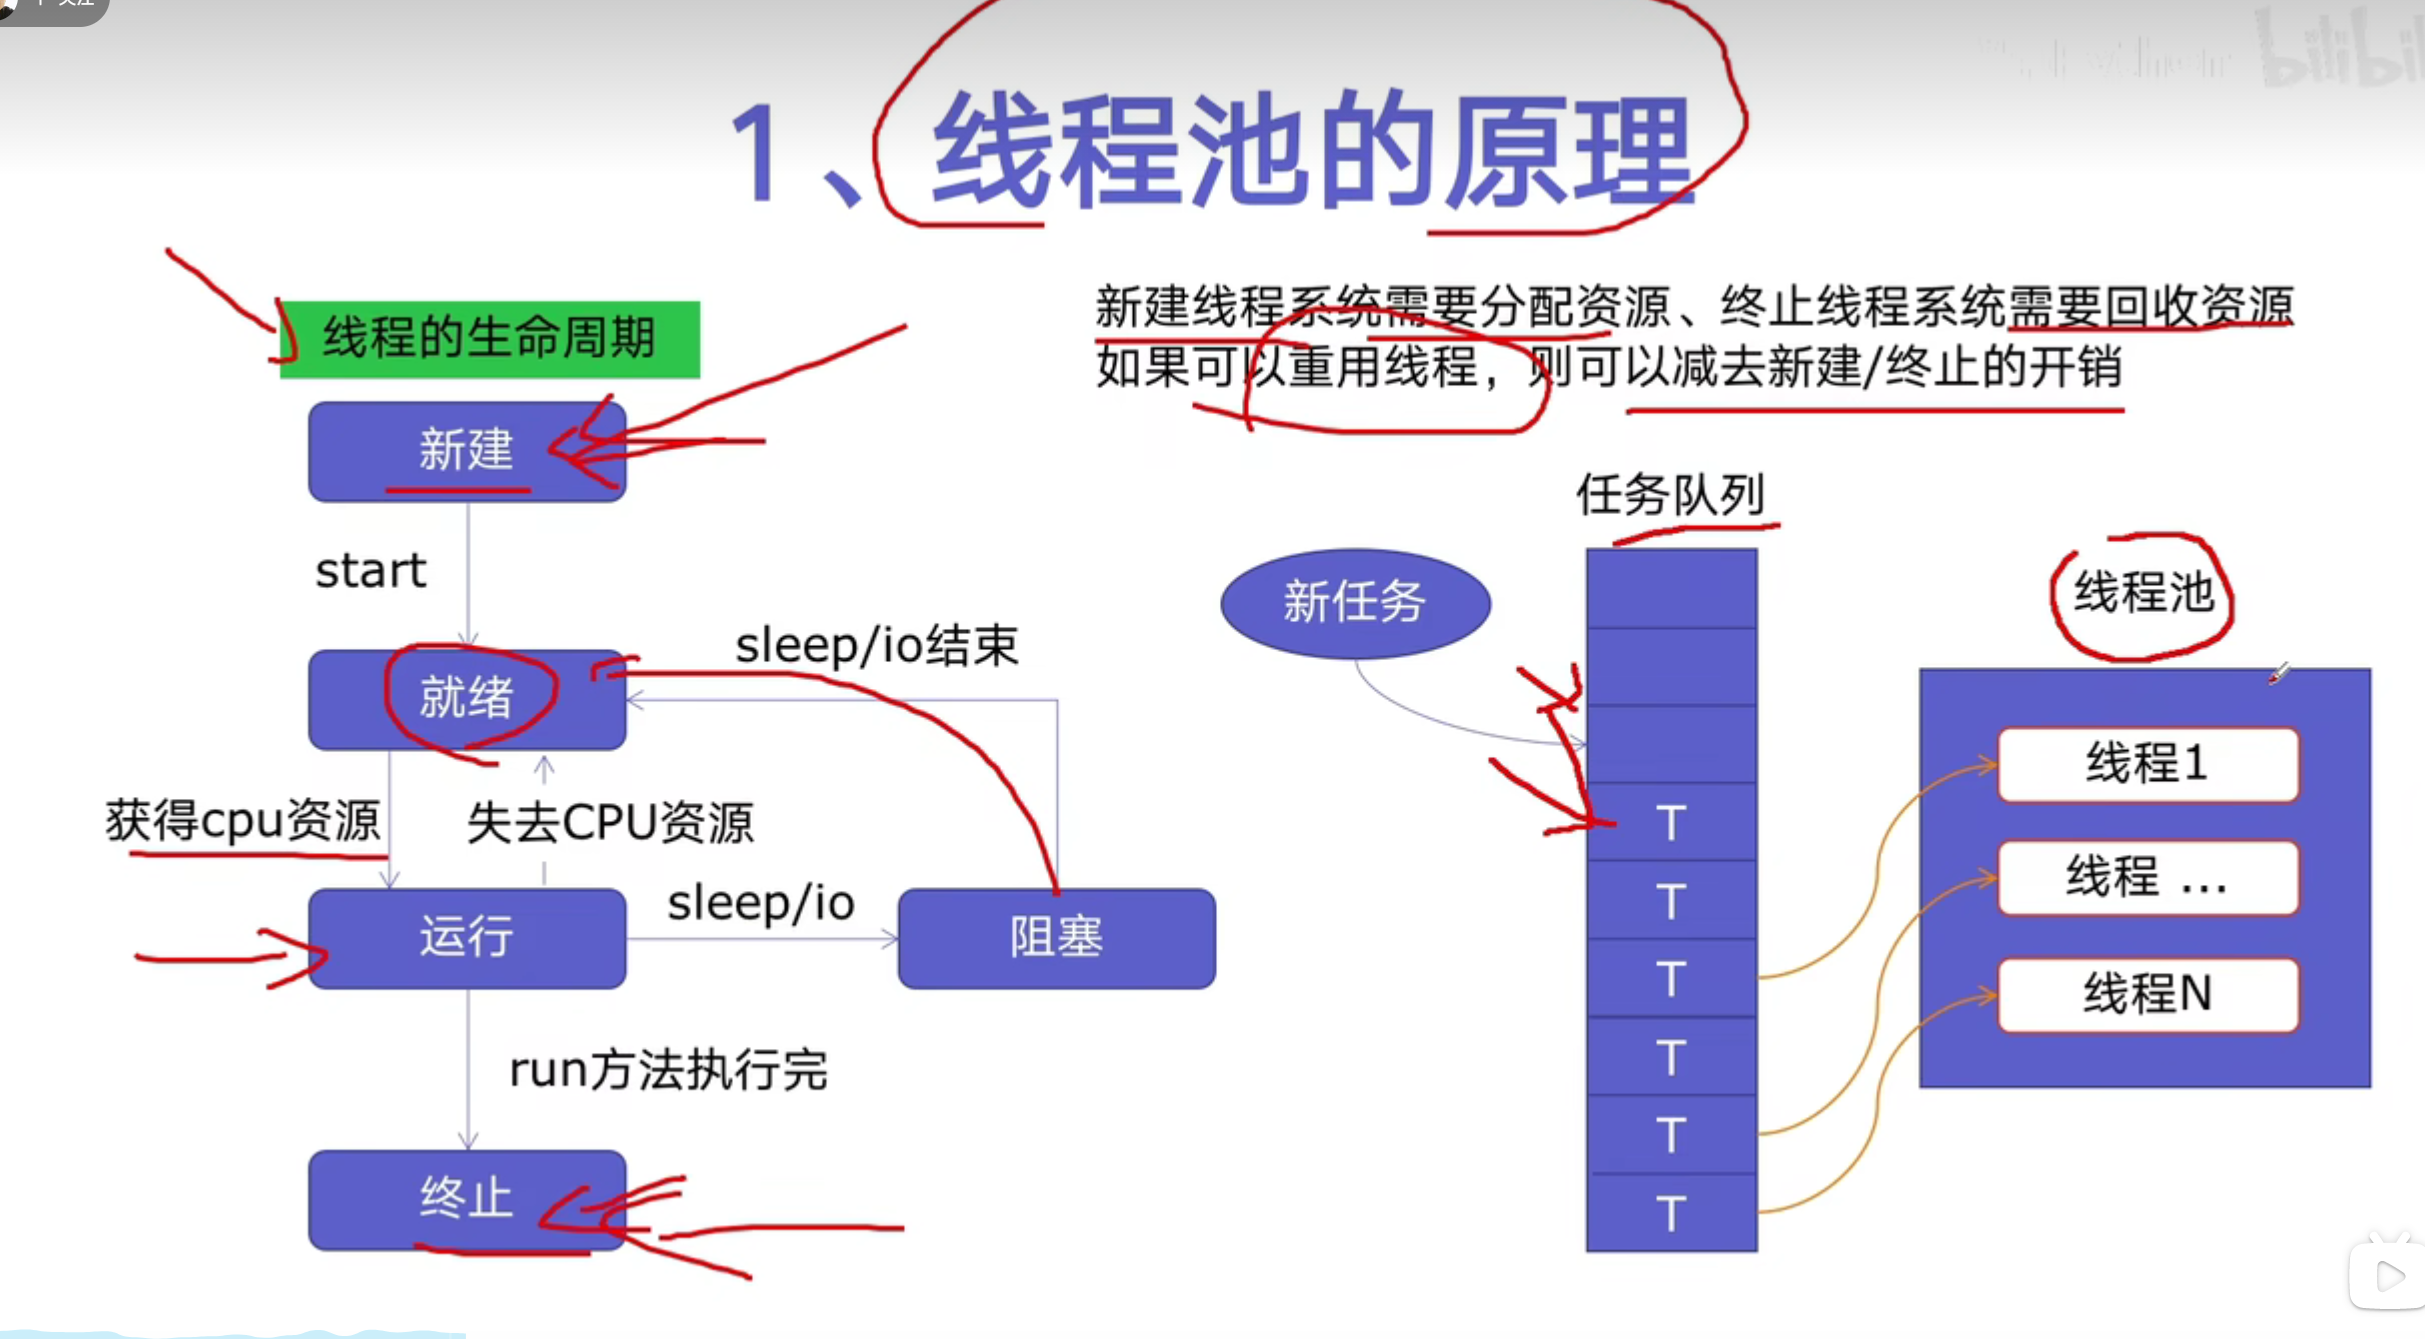 关注
bilibili
1、线程池的原理
线程的生命周期
新建线程系统需要分配资源、终止线程系统需要回收资源
如果可以重用线程，则可以减去新建/终止的开销
新建
start
就绪
sleep/io结束
获得cpu资源
失去CPU资源
运行
sleep/io
阻塞
run方法执行完
终止
任务队列
新任务
T
T
T
T
T
T
线程池
线程1
线程 ...
线程N